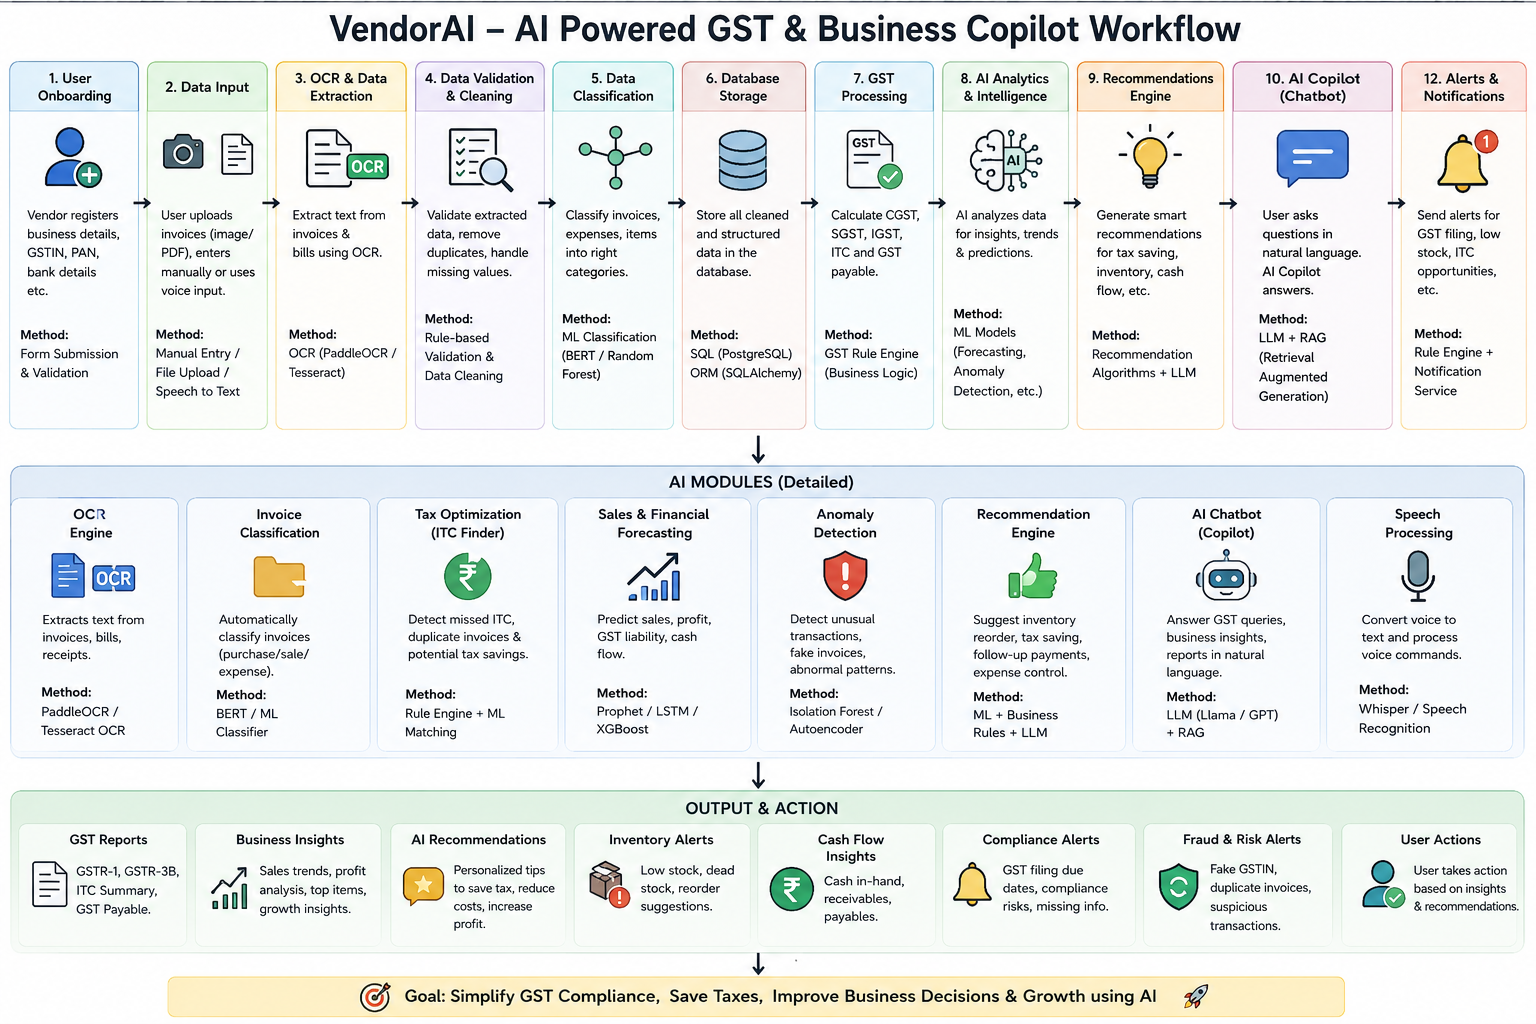 VendorAI – AI Powered GST & Business Copilot Workflow
1. User
Onboarding
Vendor registers
business details,
GSTIN, PAN,
bank details
etc.
Method:
Form Submission
& Validation
2. Data Input
User uploads
invoices (image/
PDF), enters
manually or uses
voice input.
Method:
Manual Entry /
File Upload /
Speech to Text
3. OCR & Data
Extraction
OCR
Extract text from
invoices &
bills using OCR.
Method:
OCR (PaddleOCR /
Tesseract)
4. Data Validation
& Cleaning
Validate extracted
data, remove
duplicates, handle
missing values.
Method:
Rule-based
Validation &
Data Cleaning
5. Data
Classification
Classify invoices,
expenses, items
into right
categories.
Method:
ML Classification
(BERT / Random
Forest)
6. Database
Storage
Store all cleaned
and structured
data in the
database.
Method:
SQL (PostgreSQL)
ORM (SQLAlchemy)
7. GST
Processing
GST
Calculate CGST,
SGST, IGST,
ITC and GST
payable.
Method:
GST Rule Engine
(Business Logic)
8. AI Analytics
& Intelligence
AI
AI analyzes data
for insights, trends
& predictions.
Method:
ML Models
(Forecasting,
Anomaly
Detection, etc.)
9. Recommendations
Engine
Generate smart
recommendations
for tax saving,
inventory, cash
flow, etc.
Method:
Recommendation
Algorithms + LLM
10. AI Copilot
(Chatbot)
User asks
questions in
natural language.
AI Copilot
answers.
Method:
LLM + RAG
(Retrieval
Augmented
Generation)
12. Alerts &
Notifications
1
Send alerts for
GST filing, low
stock, ITC
opportunities,
etc.
Method:
Rule Engine +
Notification
Service
AI MODULES (Detailed)
OCR
Engine
OCR
Extracts text from
invoices, bills,
receipts.
Method:
PaddleOCR /
Tesseract OCR
Invoice
Classification
Automatically
classify invoices
(purchase/sale/
expense).
Method:
BERT / ML
Classifier
Tax Optimization
(ITC Finder)
₹
Detect missed ITC,
duplicate invoices &
potential tax savings.
Method:
Rule Engine + ML
Matching
Sales & Financial
Forecasting
Predict sales, profit,
GST liability, cash
flow.
Method:
Prophet / LSTM /
XGBoost
Anomaly
Detection
!
Detect unusual
transactions,
fake invoices,
abnormal patterns.
Method:
Isolation Forest /
Autoencoder
Recommendation
Engine
Suggest inventory
reorder, tax saving,
follow-up payments,
expense control.
Method:
ML + Business
Rules + LLM
AI Chatbot
(Copilot)
Answer GST queries,
business insights,
reports in natural
language.
Method:
LLM (Llama / GPT)
+ RAG
Speech
Processing
Convert voice to
text and process
voice commands.
Method:
Whisper / Speech
Recognition
OUTPUT & ACTION
GST Reports
GSTR-1, GSTR-3B,
ITC Summary,
GST Payable.
Business Insights
Sales trends, profit
analysis, top items,
growth insights.
AI Recommendations
Personalized tips
to save tax, reduce
costs, increase
profit.
Inventory Alerts
!
Low stock, dead
stock, reorder
suggestions.
Cash Flow
Insights
₹
Cash in-hand,
receivables,
payables.
Compliance Alerts
GST filing due
dates, compliance
risks, missing info.
Fraud & Risk Alerts
Fake GSTIN,
duplicate invoices,
suspicious
transactions.
User Actions
User takes action
based on insights
& recommendations.
Goal: Simplify GST Compliance, Save Taxes, Improve Business Decisions & Growth using AI